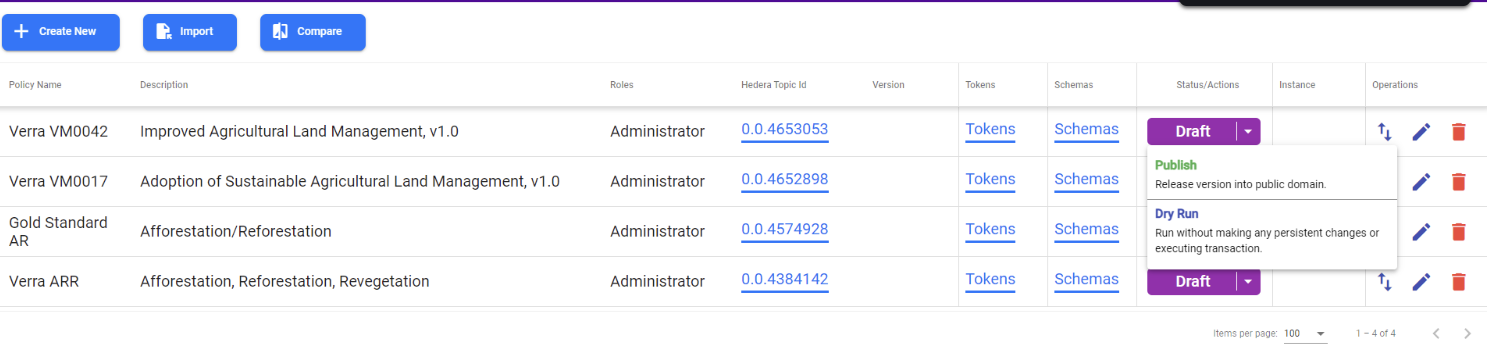 Create New Import Compare
Policy Name Description Roles Hedera Topic Id Version Tokens Schemas Status/Actions Instance Operations
Verra VM0042 Improved Agricultural Land Management, v1.0 Administrator 0.0.4653053 Tokens Schemas Draft
Publish
Release version into public domain.
Verra VM0017 Adoption of Sustainable Agricultural Land Management, v1.0 Administrator 0.0.4652898 Tokens Schemas
Dry Run
Run without making any persistent changes or
executing transaction.
Gold Standard
AR Afforestation/Reforestation Administrator 0.0.4574928 Tokens Schemas
Verra ARR Afforestation, Reforestation, Revegetation Administrator 0.0.4384142 Tokens Schemas Draft
Items per page: 100 1 – 4 of 4